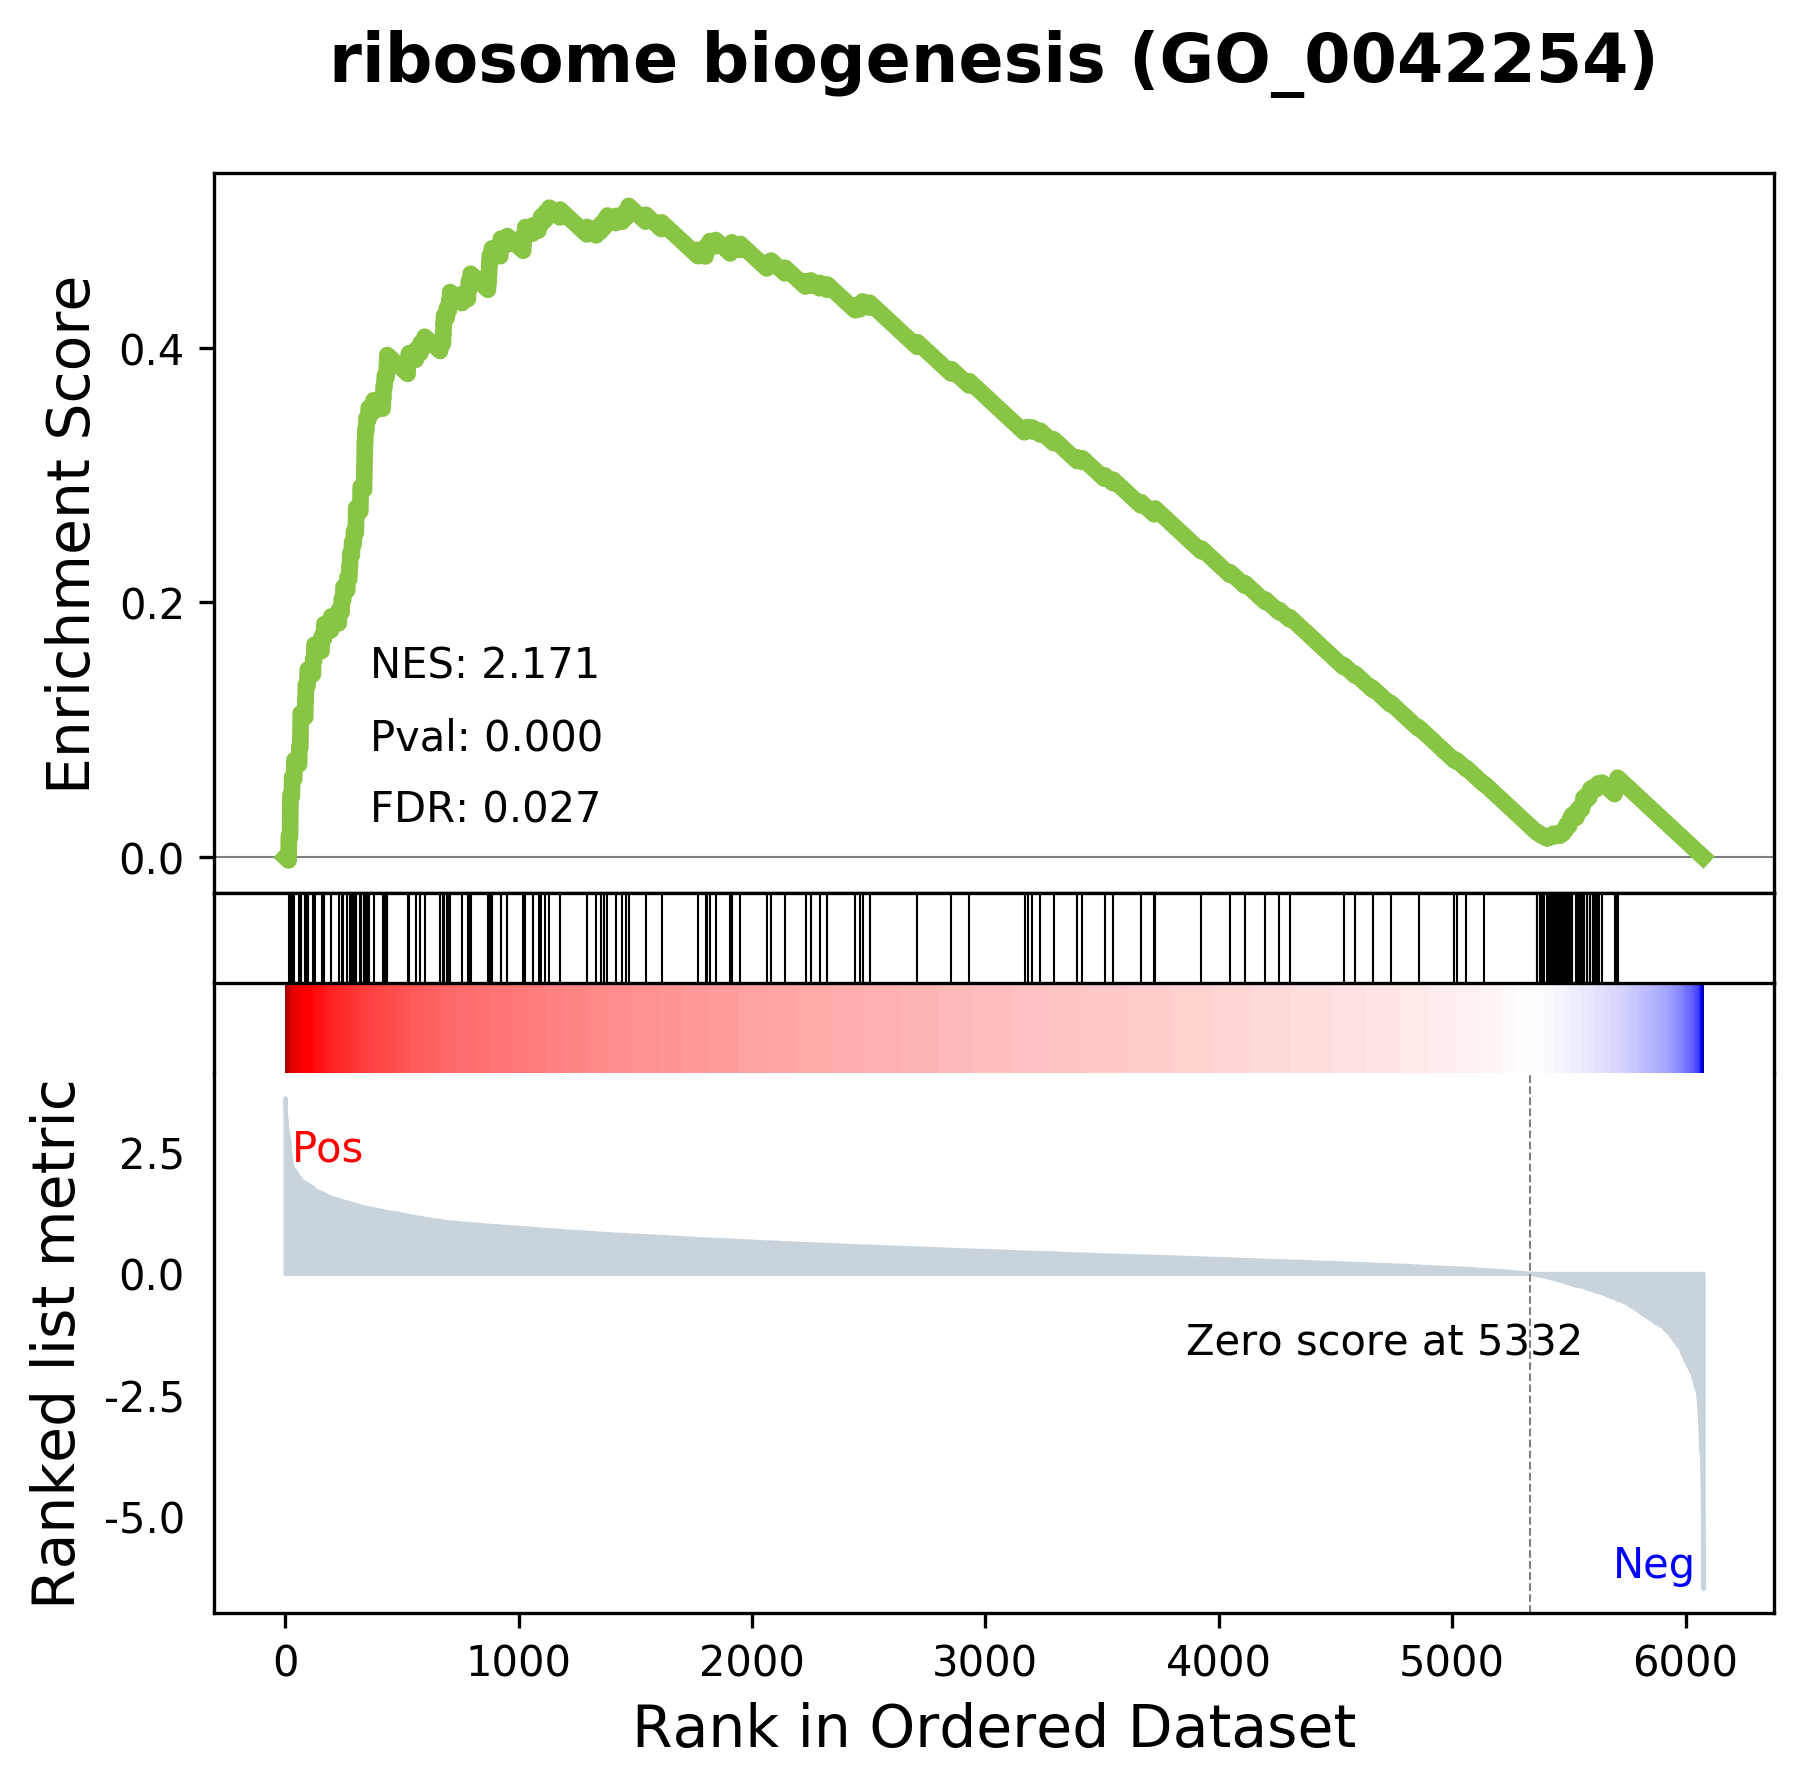 ribosome biogenesis (GO_0042254)
Enrichment Score
0.4
0.2
0.0
NES: 2.171
Pval: 0.000
FDR: 0.027
Ranked list metric
2.5
0.0
-2.5
-5.0
Pos
Zero score at 5332
Neg
0 1000 2000 3000 4000 5000 6000
Rank in Ordered Dataset